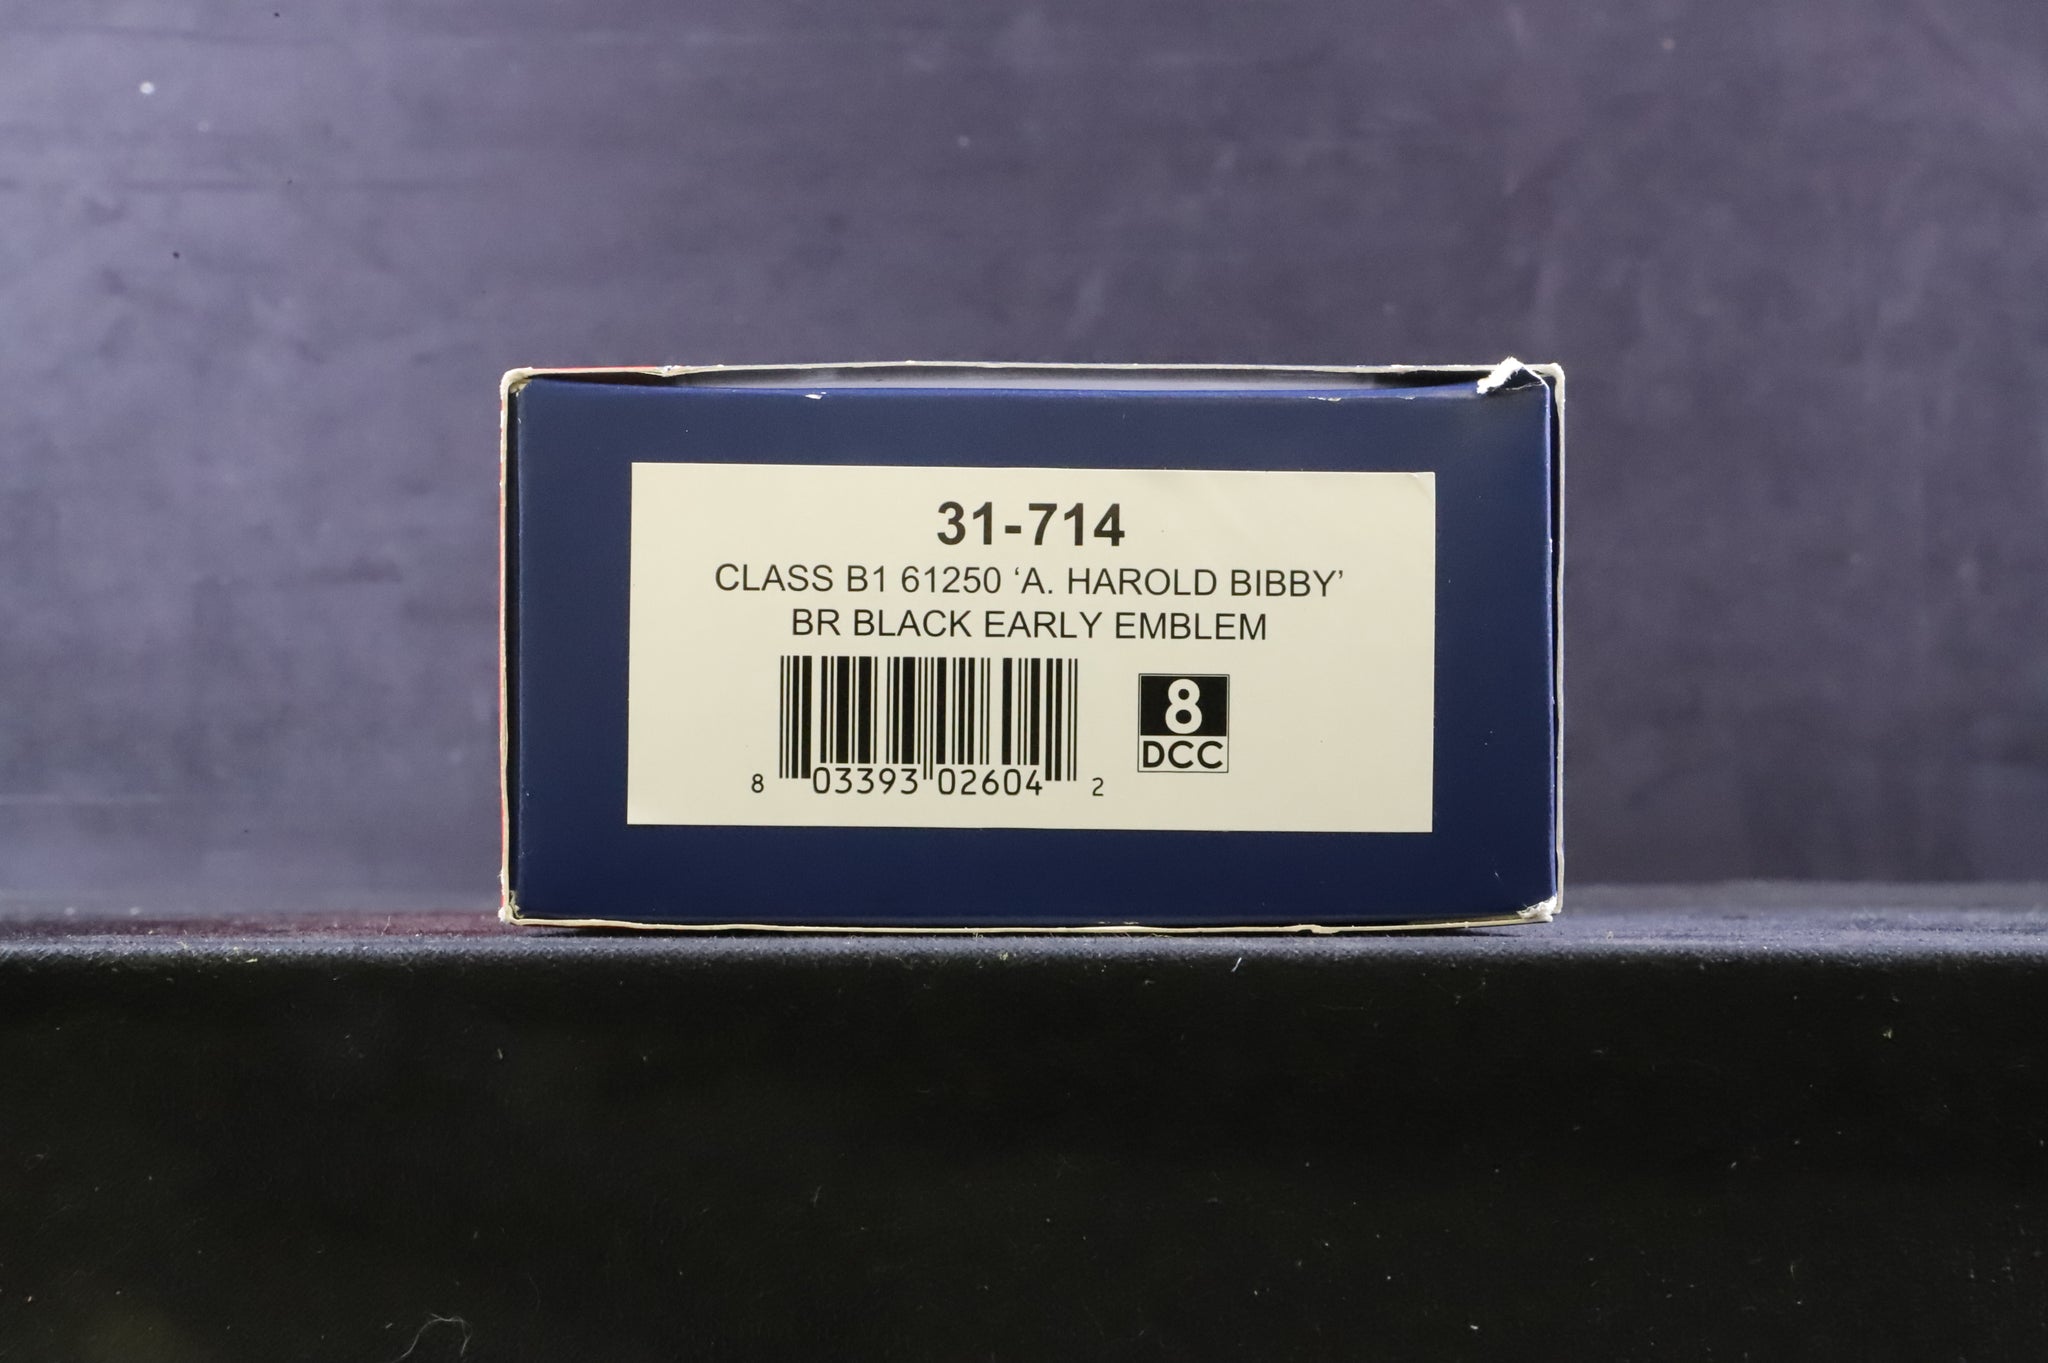 31-714
CLASS B1 61250 ‘A. HAROLD BIBBY’
BR BLACK EARLY EMBLEM
8 03393 02604 2
8
DCC